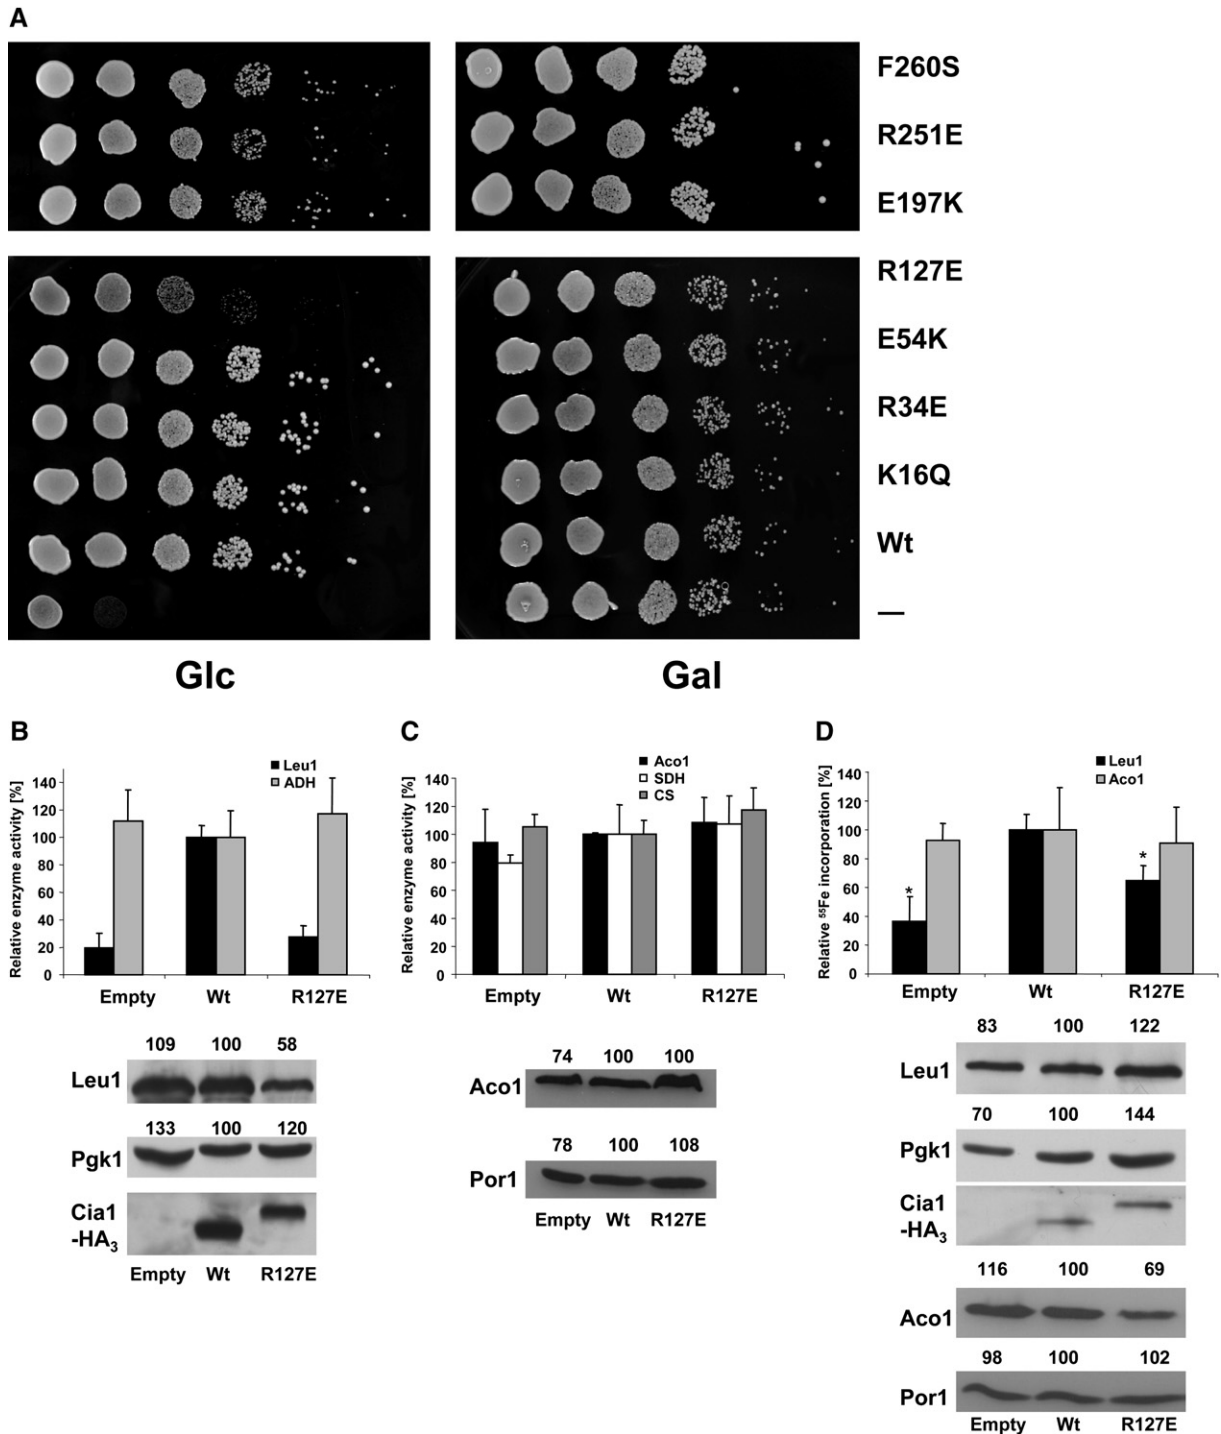 A
F260S
R251E
E197K
R127E
E54K
R34E
K16Q
Wt
—
Glc
Gal
B
Leu1
ADH
Relative enzyme activity [%]
140
120
100
80
60
40
20
0
Empty Wt R127E
109 100 58
Leu1
133 100 120
Pgk1
Cia1
-HA3
Empty Wt R127E
C
Aco1
SDH
CS
Relative enzyme activity [%]
140
120
100
80
60
40
20
0
Empty Wt R127E
74 100 100
Aco1
78 100 108
Por1
Empty Wt R127E
D
Leu1
Aco1
Relative 55Fe incorporation [%]
140
120
100
80
60
40
20
0
*
*
Empty Wt R127E
83 100 122
Leu1
70 100 144
Pgk1
Cia1
-HA3
116 100 69
Aco1
98 100 102
Por1
Empty Wt R127E